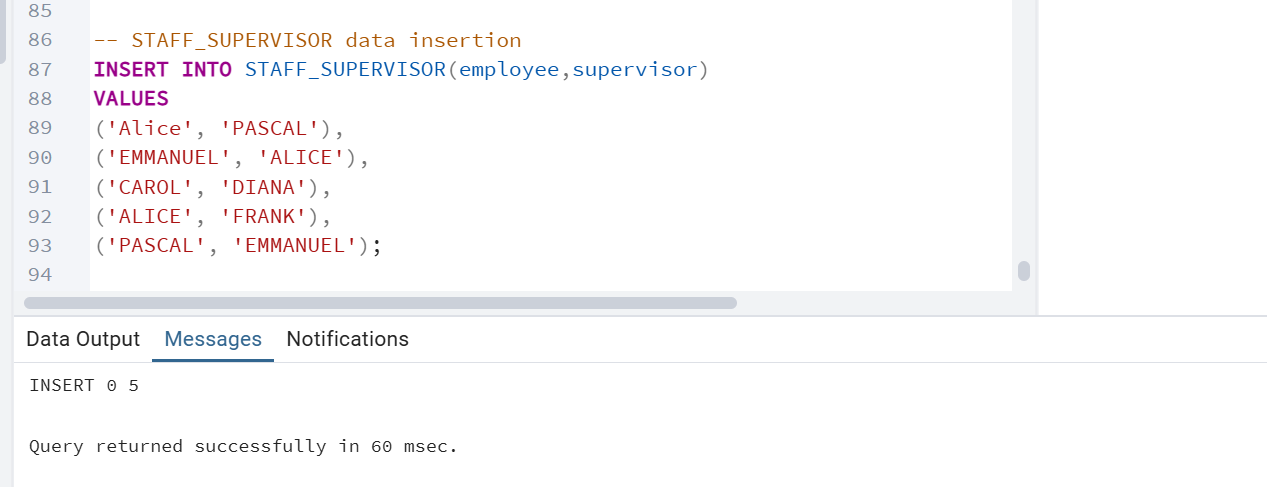 85
86 -- STAFF_SUPERVISOR data insertion
87 INSERT INTO STAFF_SUPERVISOR(employee,supervisor)
88 VALUES
89 ('Alice', 'PASCAL'),
90 ('EMMANUEL', 'ALICE'),
91 ('CAROL', 'DIANA'),
92 ('ALICE', 'FRANK'),
93 ('PASCAL', 'EMMANUEL');
94
Data Output Messages Notifications
INSERT 0 5
Query returned successfully in 60 msec.